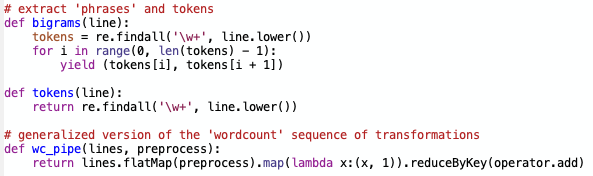 # extract 'phrases' and tokens
def bigrams(line):
    tokens = re.findall('\w+', line.lower())
    for i in range(0, len(tokens) - 1):
        yield (tokens[i], tokens[i + 1])

def tokens(line):
    return re.findall('\w+', line.lower())

# generalized version of the 'wordcount' sequence of transformations
def wc_pipe(lines, preprocess):
    return lines.flatMap(preprocess).map(lambda x:(x, 1)).reduceByKey(operator.add)